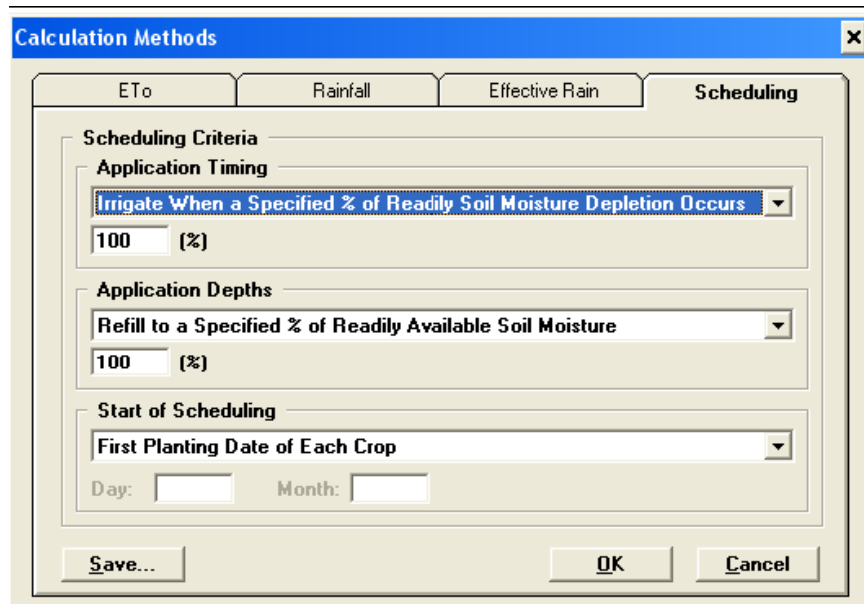 Calculation Methods
ETo Rainfall Effective Rain Scheduling
Scheduling Criteria
Application Timing
Irrigate When a Specified % of Readily Soil Moisture Depletion Occurs
100 (%)
Application Depths
Refill to a Specified % of Readily Available Soil Moisture
100 (%)
Start of Scheduling
First Planting Date of Each Crop
Day: Month:
Save... OK Cancel